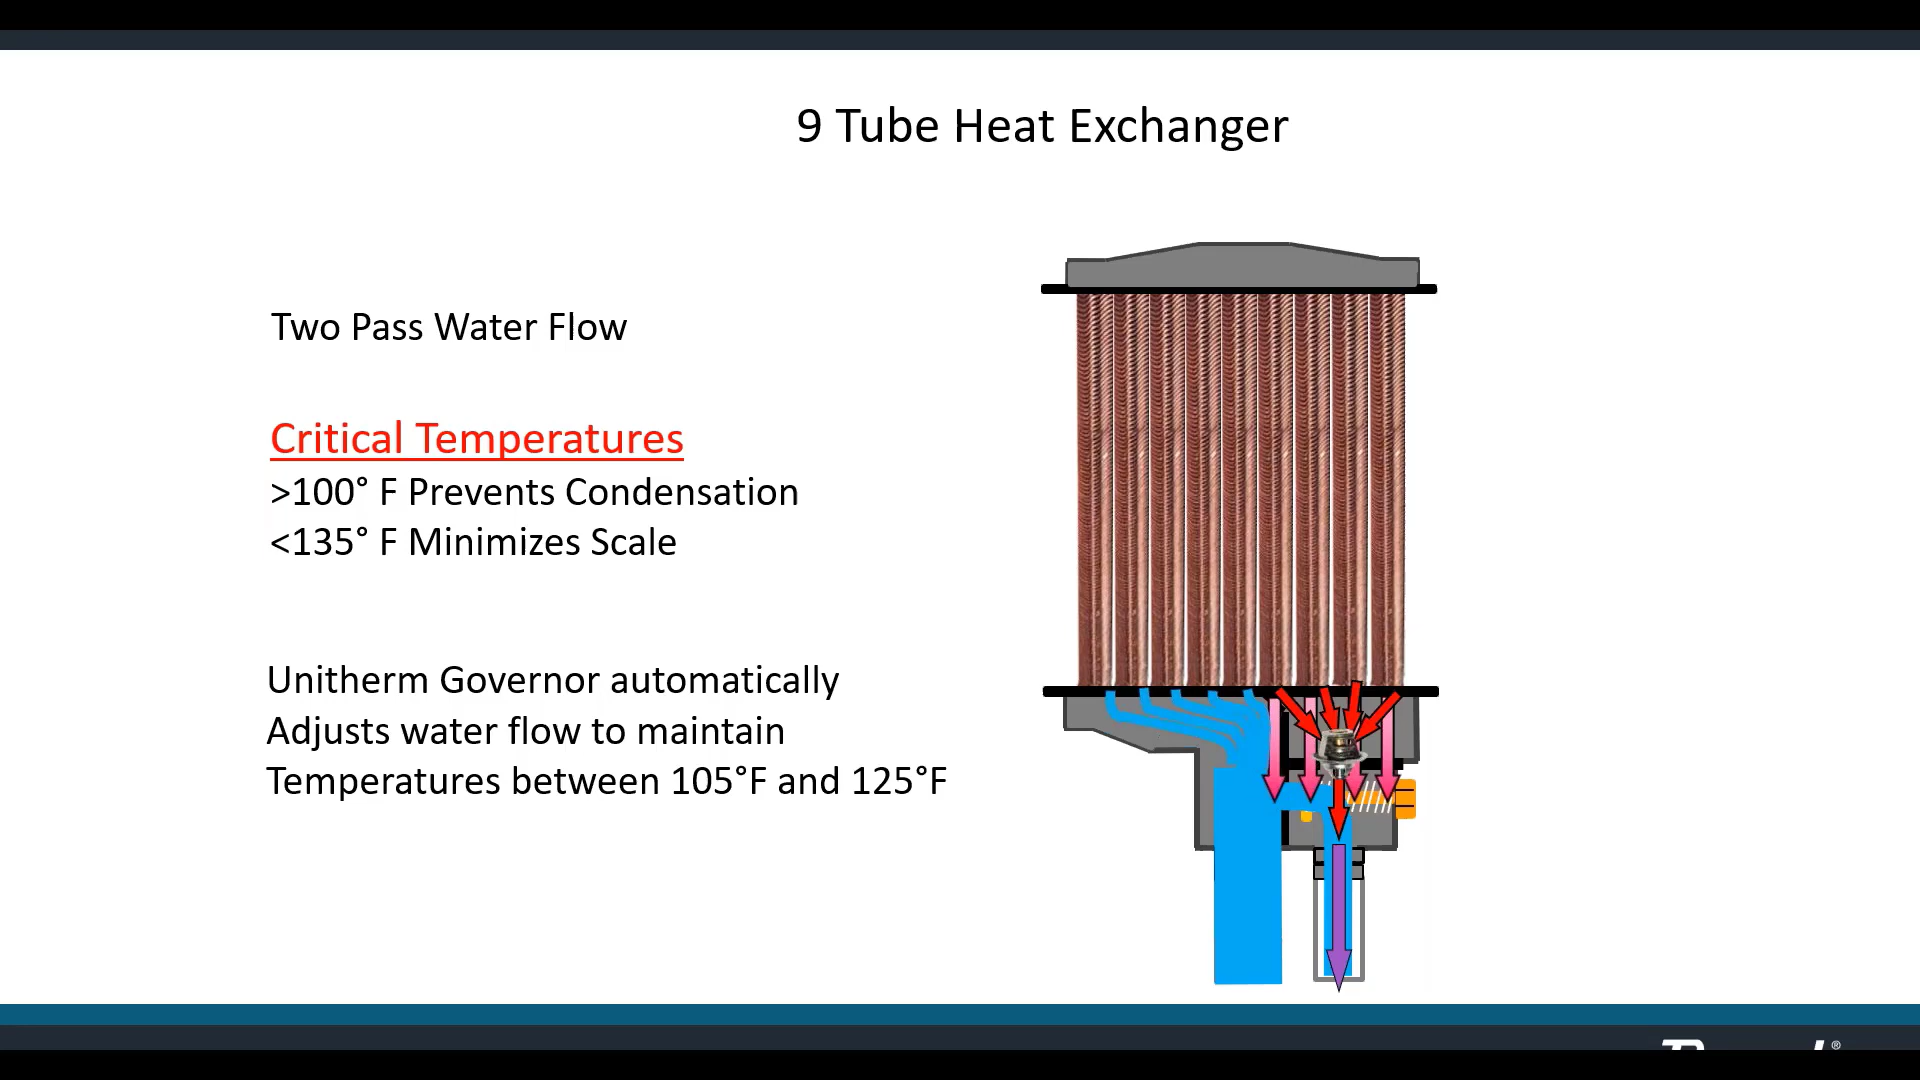 9 Tube Heat Exchanger
Two Pass Water Flow
Critical Temperatures
>100° F Prevents Condensation
<135° F Minimizes Scale
Unitherm Governor automatically
Adjusts water flow to maintain
Temperatures between 105°F and 125°F